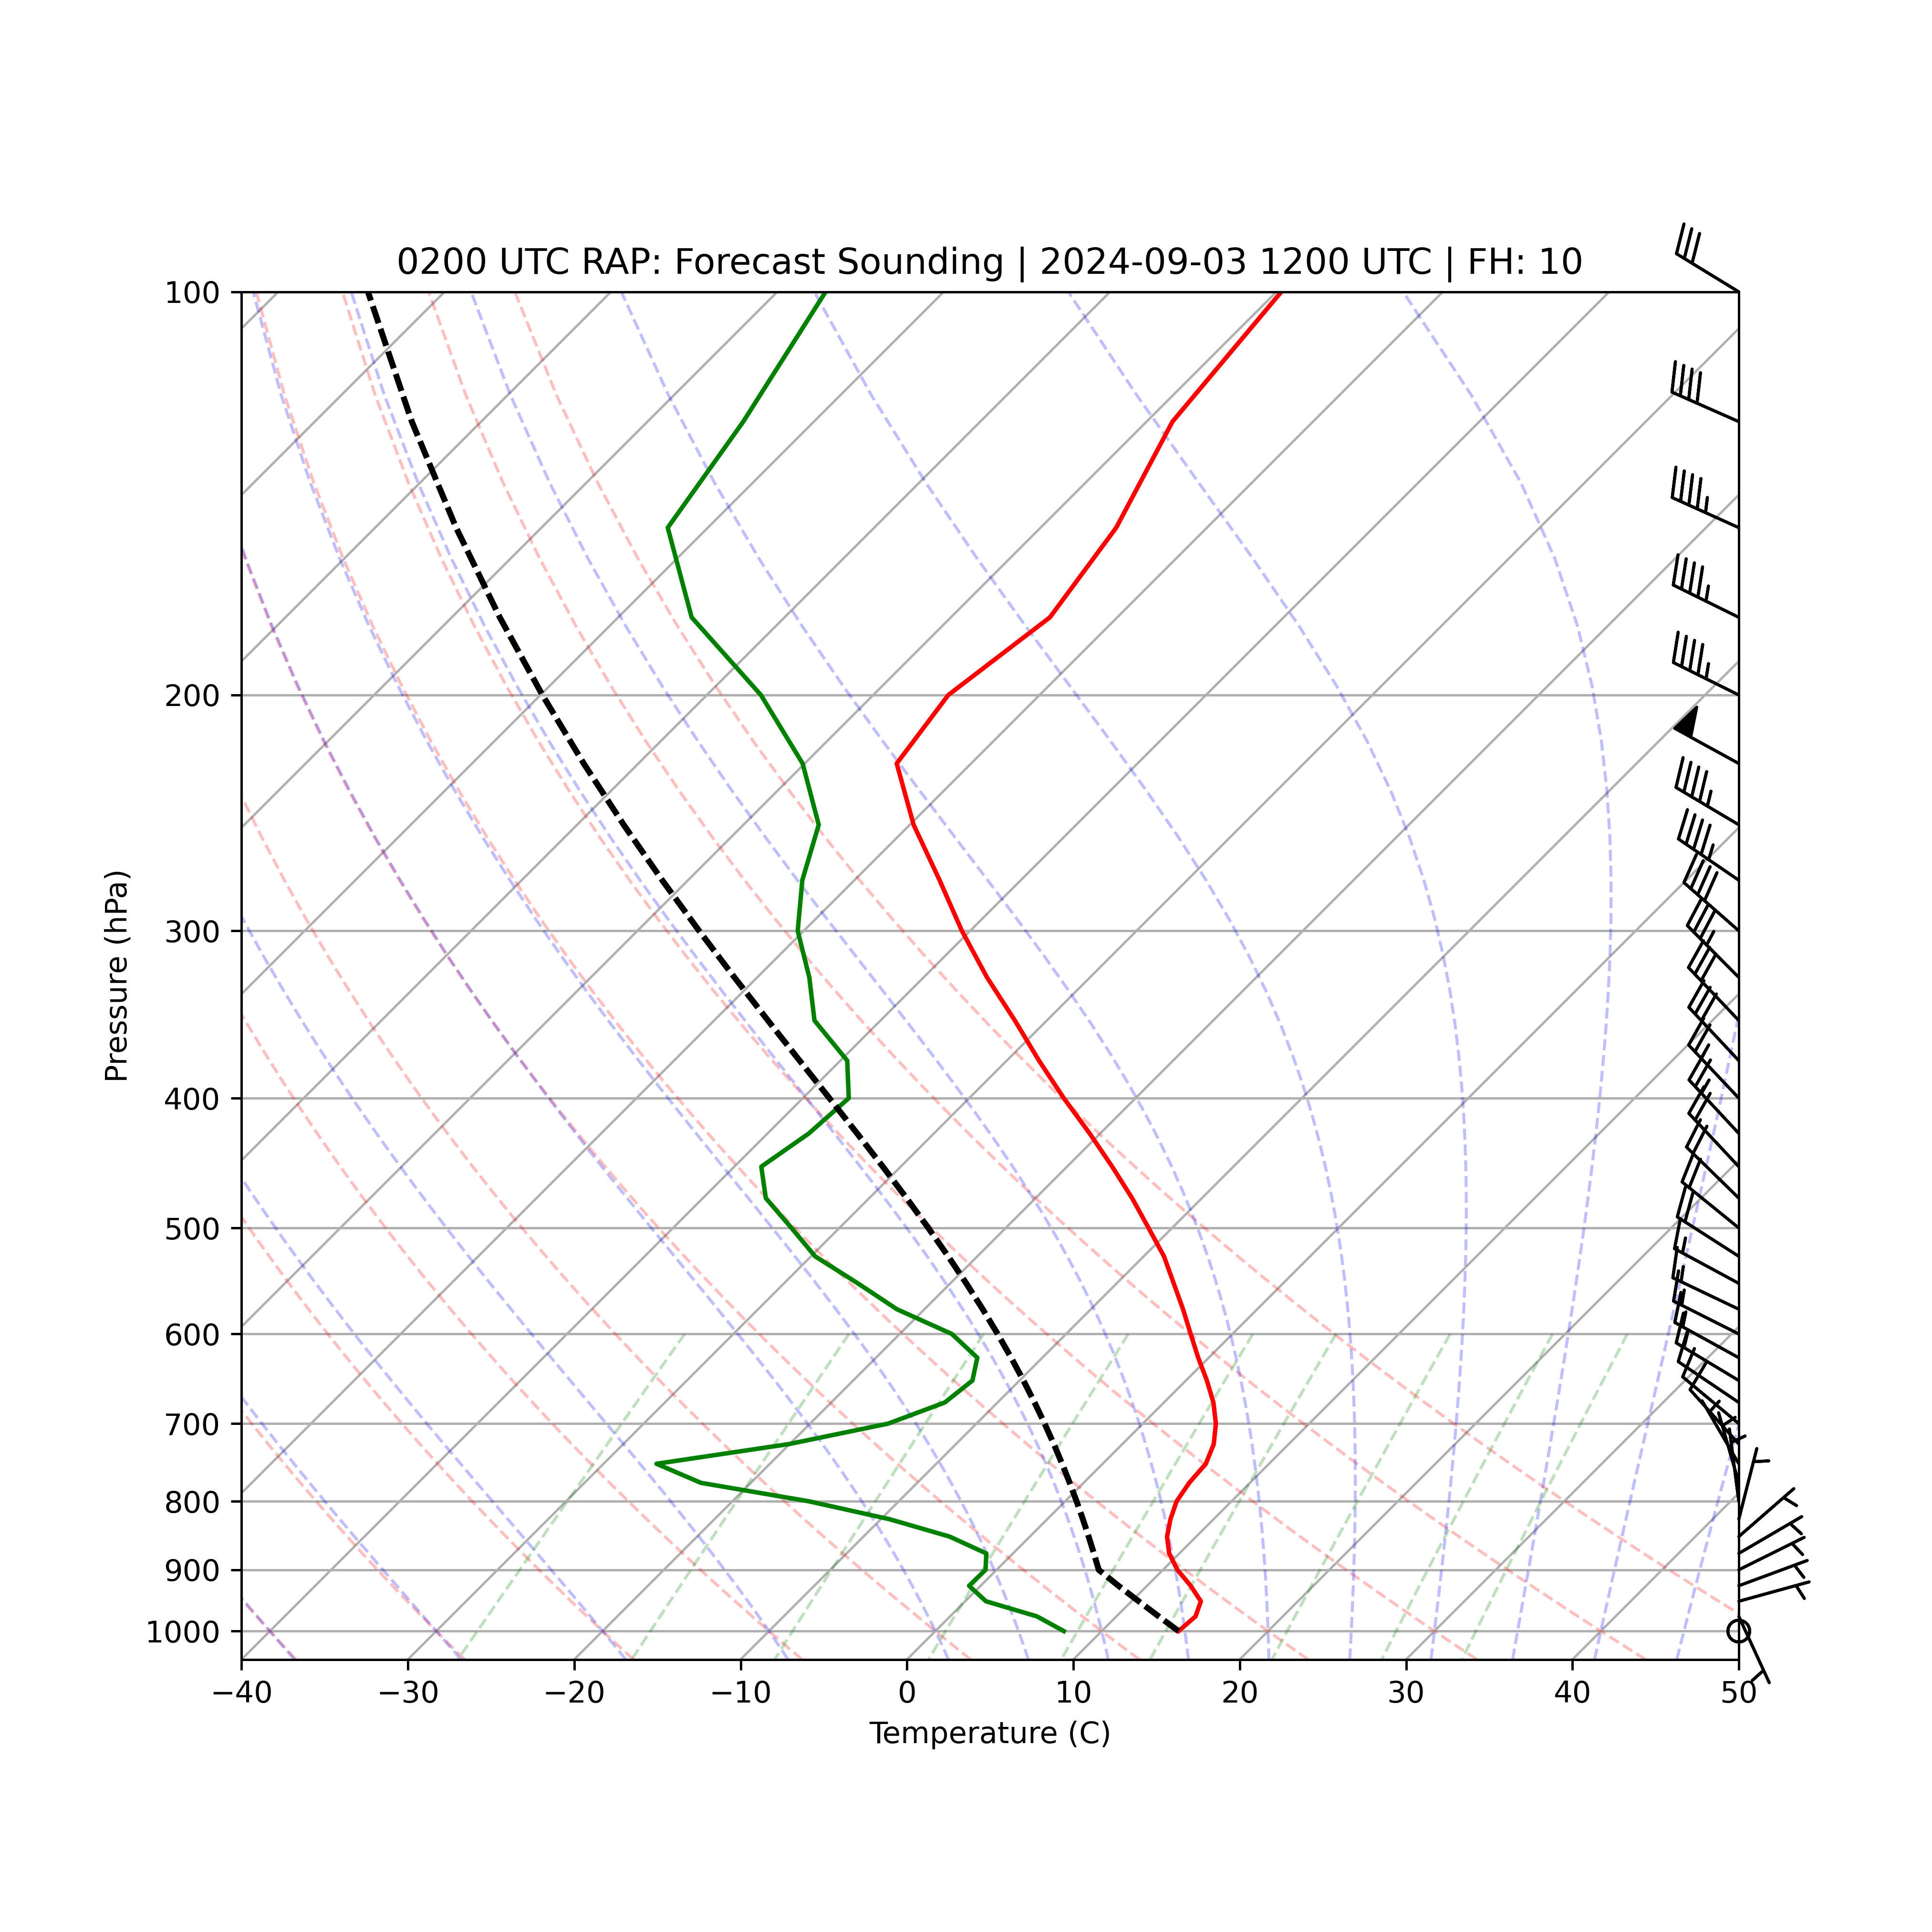 0200 UTC RAP: Forecast Sounding | 2024-09-03 1200 UTC | FH: 10
100
200
300
400
500
600
700
800
900
1000
Pressure (hPa)
−40 −30 −20 −10 0 10 20 30 40 50
Temperature (C)